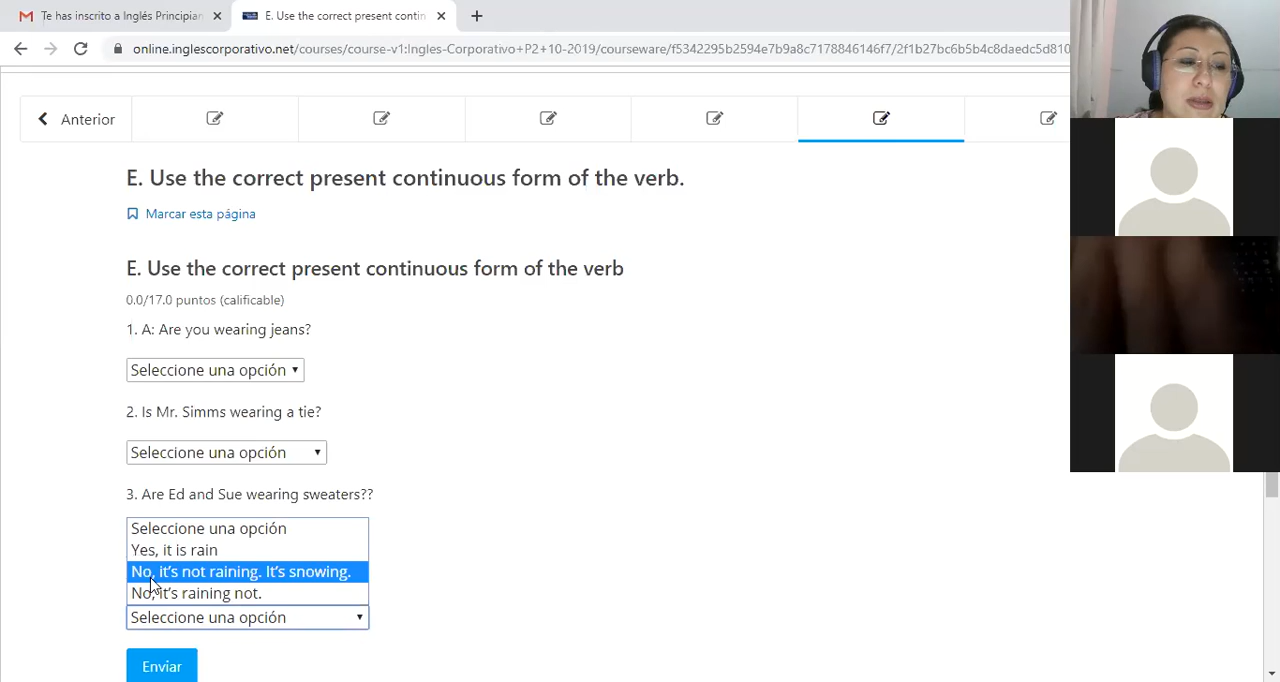 Te has inscrito a Inglés Principian
E. Use the correct present contin
online.inglescorporativo.net/courses/course-v1:Ingles-Corporativo+P2+10-2019/courseware/f5342295b2594e7b9a8c7178846146f7/2f1b27bc6b5b4c8daedc5d810
Anterior
E. Use the correct present continuous form of the verb.
Marcar esta página
E. Use the correct present continuous form of the verb
0.0/17.0 puntos (calificable)
1. A: Are you wearing jeans?
Seleccione una opción
2. Is Mr. Simms wearing a tie?
Seleccione una opción
3. Are Ed and Sue wearing sweaters??
Seleccione una opción
Yes, it is rain
No, it's not raining. It's snowing.
No, it's raining not.
Seleccione una opción
Enviar